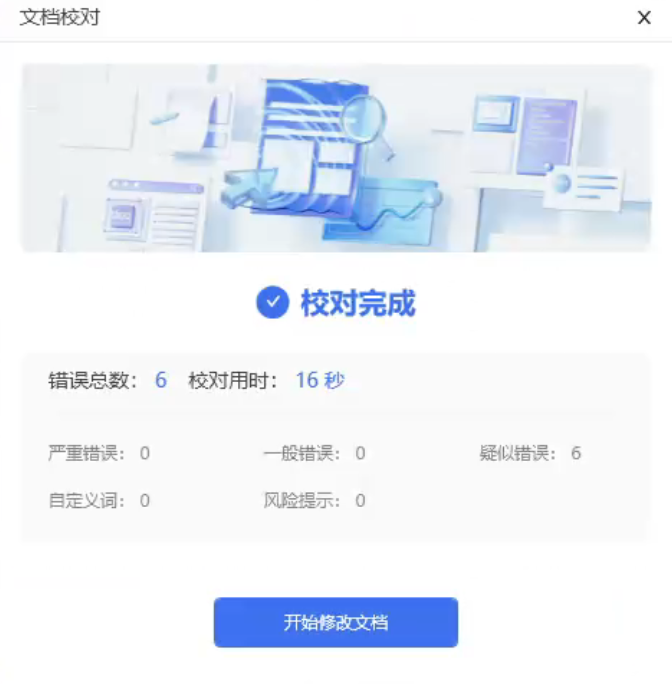 文档校对
校对完成
错误总数： 6 校对用时： 16 秒
严重错误： 0 一般错误： 0 疑似错误： 6
自定义词： 0 风险提示： 0
开始修改文档